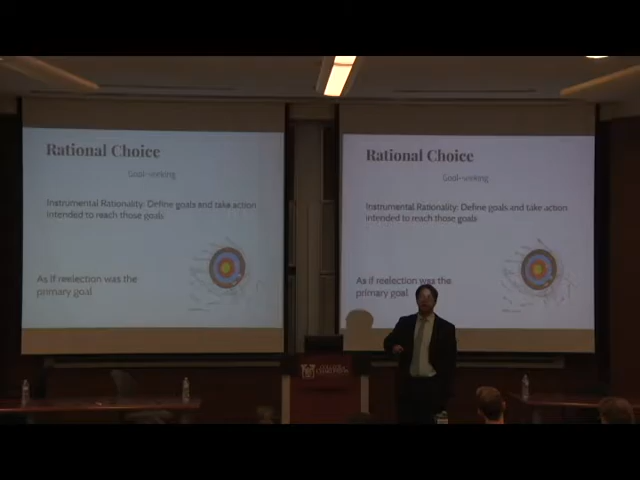 Rational Choice
Goal-seeking
Instrumental Rationality: Define goals and take action
intended to reach those goals
As if reelection was the
primary goal
Rational Choice
Goal-seeking
Instrumental Rationality: Define goals and take action
intended to reach those goals
As if reelection was the
primary goal